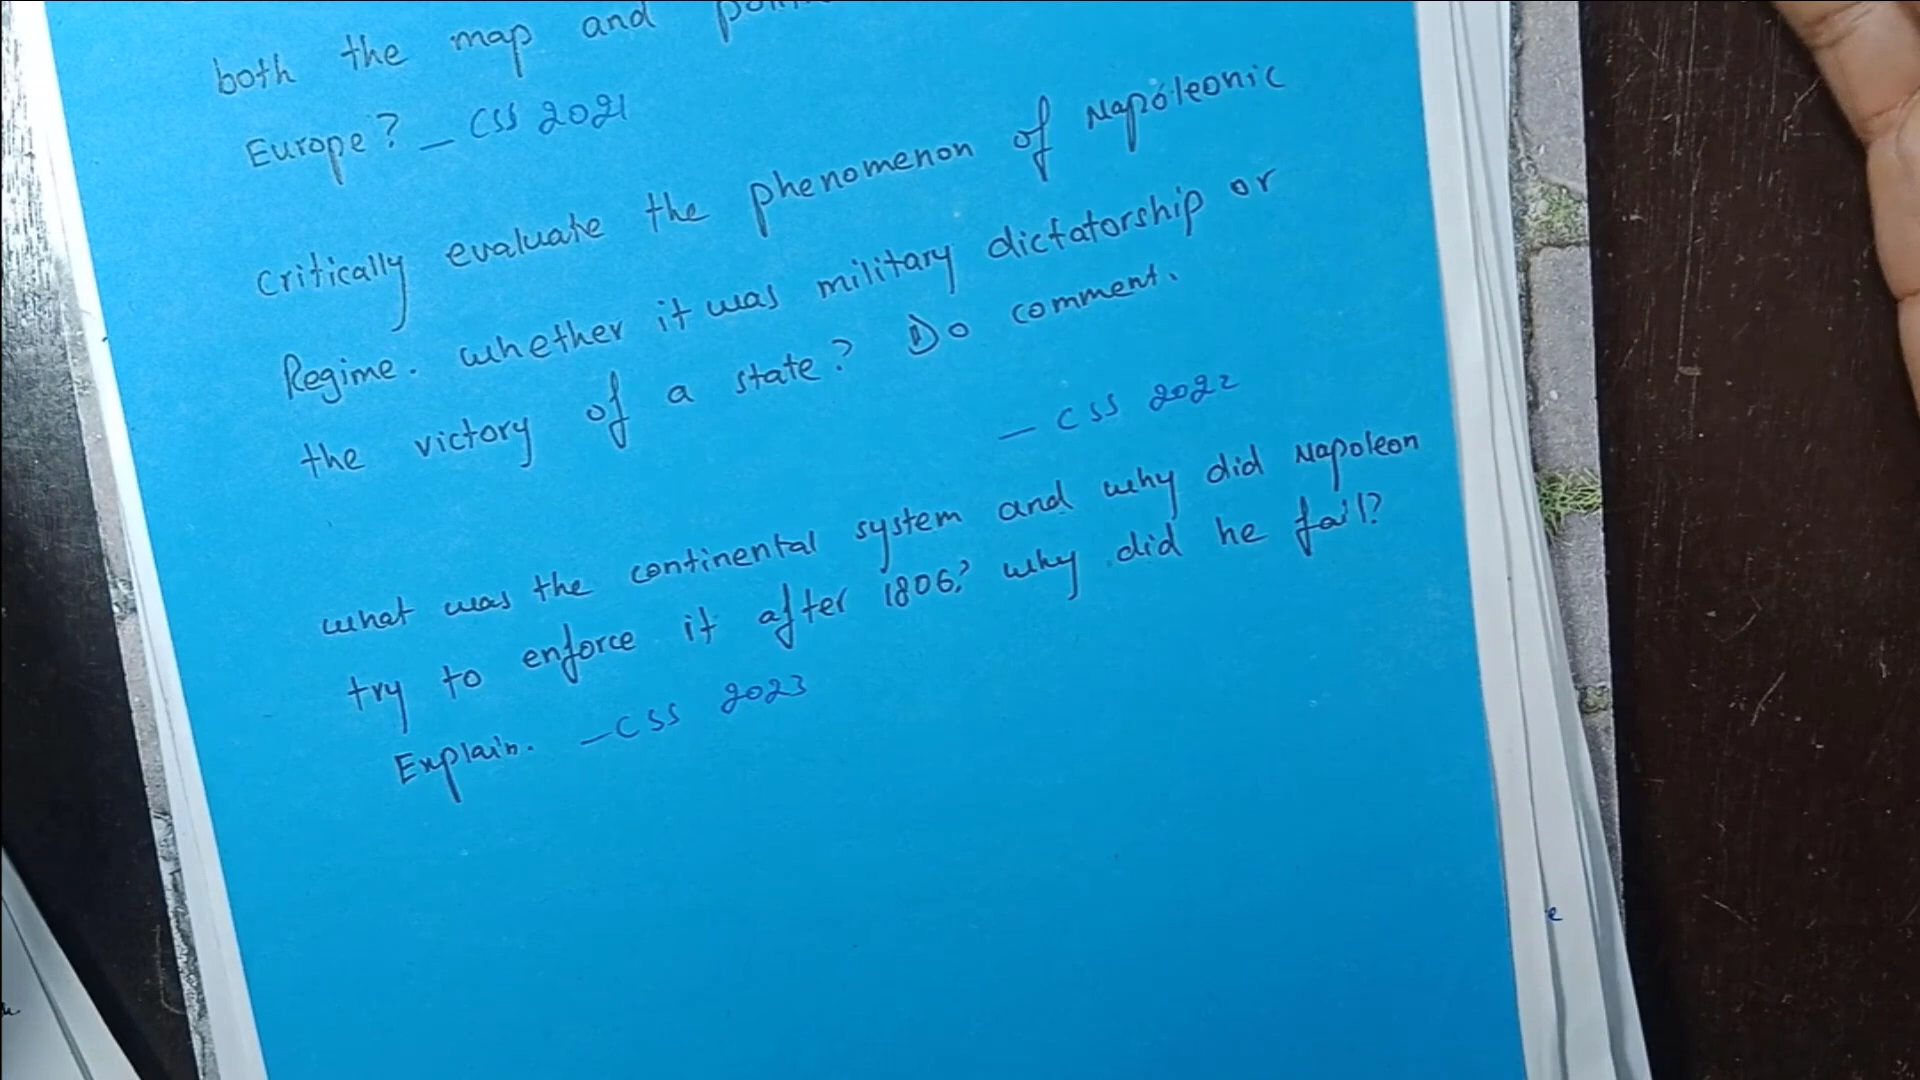 both the map and
Europe? _ CSS 2021
Critically evaluate the phenomenon of Napoleonic
Regime. whether it was military dictatorship or
the victory of a state? Do comment.
_ CSS 2022
what was the continental system and why did Napoleon
try to enforce it after 1806? why did he fail?
Explain. _CSS 2023
e